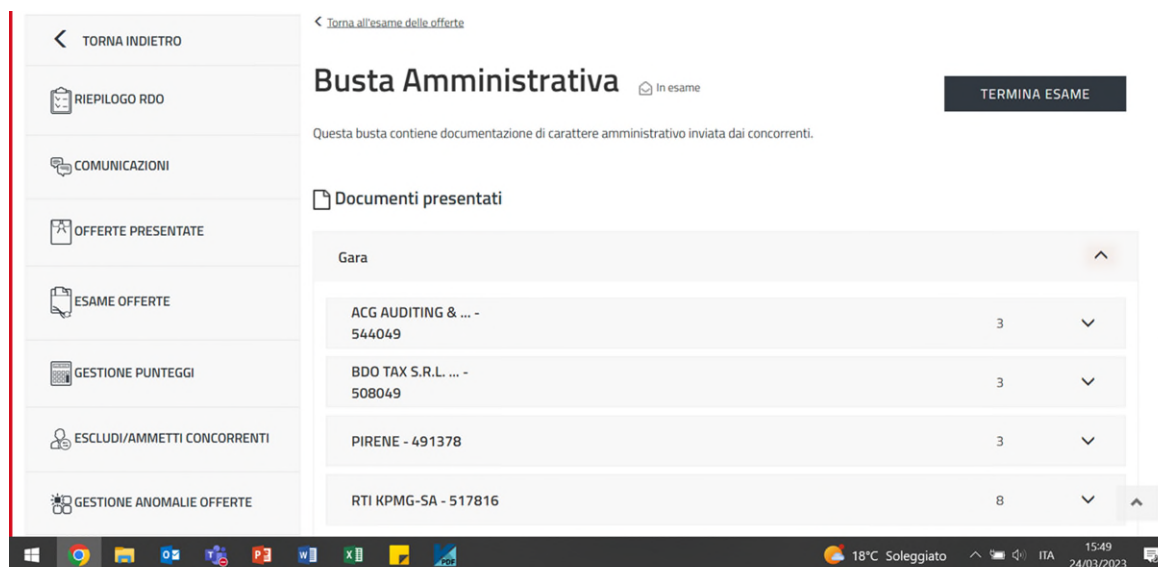 TORNA INDIETRO
RIEPILOGO RDO
COMUNICAZIONI
OFFERTE PRESENTATE
ESAME OFFERTE
GESTIONE PUNTEGGI
ESCLUDI/AMMETTI CONCORRENTI
GESTIONE ANOMALIE OFFERTE
Torna all'esame delle offerte
Busta Amministrativa In esame
TERMINA ESAME
Questa busta contiene documentazione di carattere amministrativo inviata dai concorrenti.
Documenti presentati
Gara
ACG AUDITING & ... -
544049 3
BDO TAX S.R.L. ... -
508049 3
PIRENE - 491378 3
RTI KPMG-SA - 517816 8
18°C Soleggiato ITA 15:49
24/03/2023